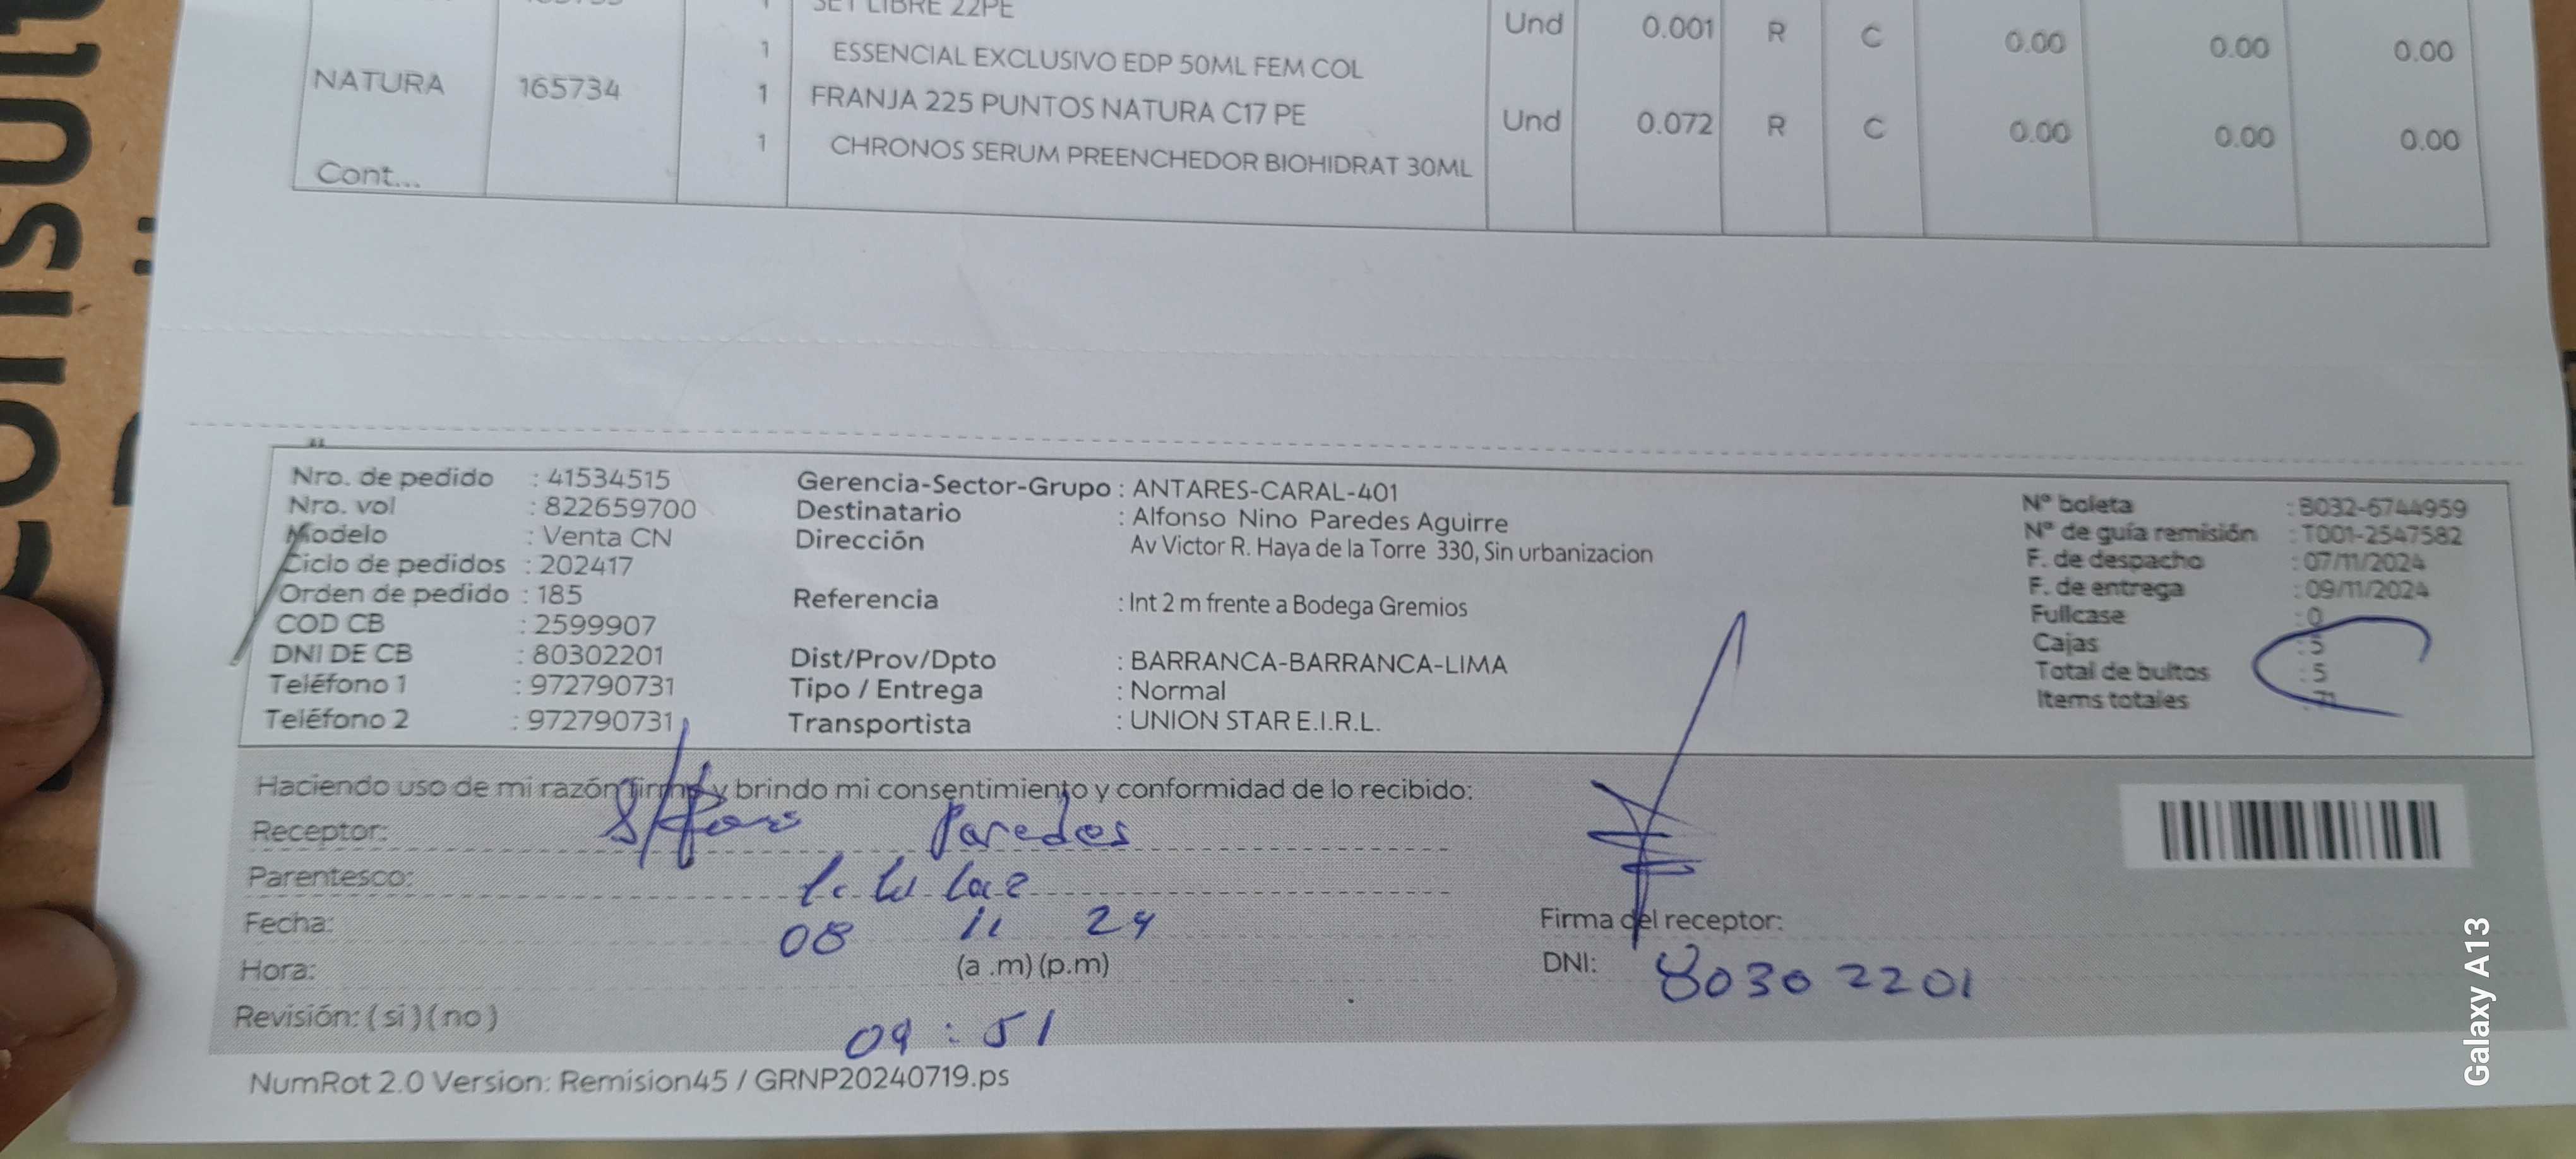 SET LIBRE 22PE Und 0.001 R C 0.00 0.00 0.00
1 ESSENCIAL EXCLUSIVO EDP 50ML FEM COL
NATURA 165734 1 FRANJA 225 PUNTOS NATURA C17 PE Und 0.072 R C 0.00 0.00 0.00
1 CHRONOS SERUM PREENCHEDOR BIOHIDRAT 30ML
Cont...
Nro. de pedido : 41534515
Nro. vol : 822659700
Modelo : Venta CN
Ciclo de pedidos : 202417
Orden de pedido : 185
COD CB : 2599907
DNI DE CB : 80302201
Teléfono 1 : 972790731
Teléfono 2 : 972790731
Gerencia-Sector-Grupo : ANTARES-CARAL-401
Destinatario : Alfonso Nino Paredes Aguirre
Dirección Av Victor R. Haya de la Torre 330, Sin urbanizacion
Referencia : Int 2 m frente a Bodega Gremios
Dist/Prov/Dpto : BARRANCA-BARRANCA-LIMA
Tipo / Entrega : Normal
Transportista : UNION STAR E.I.R.L.
Nº boleta : B032-6744959
Nº de guía remisión : T001-2547582
F. de despacho : 07/11/2024
F. de entrega : 09/11/2024
Fullcase : 0
Cajas : 5
Total de bultos : 5
Items totales : 71
Haciendo uso de mi razón firmo y brindo mi consentimiento y conformidad de lo recibido:
Receptor: Paredes
Parentesco:
Fecha: 08 11 24
Hora: (a .m) (p.m)
Revisión: ( si ) ( no )
09 : 51
Firma del receptor:
DNI: 80302201
NumRot 2.0 Version: Remision45 / GRNP20240719.ps
Galaxy A13